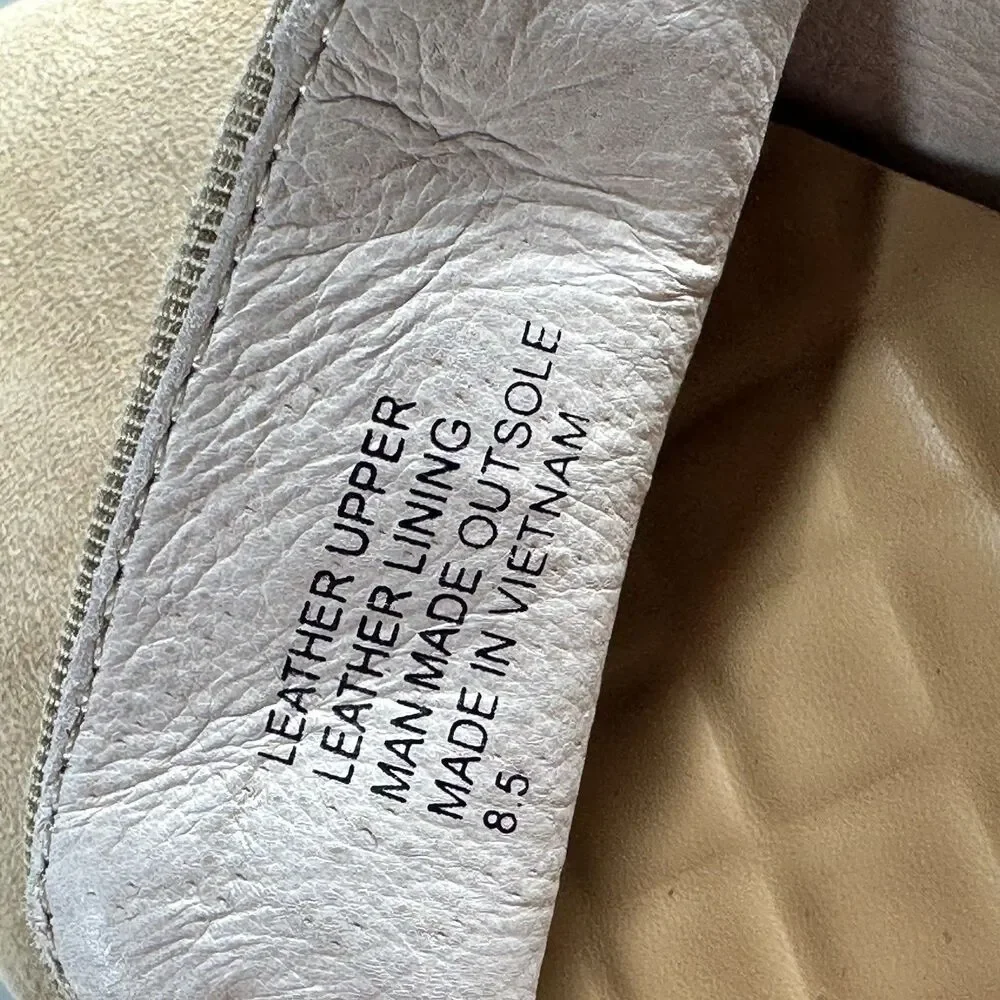 LEATHER UPPER
LEATHER LINING
MAN MADE OUTSOLE
MADE IN VIETNAM
8.5